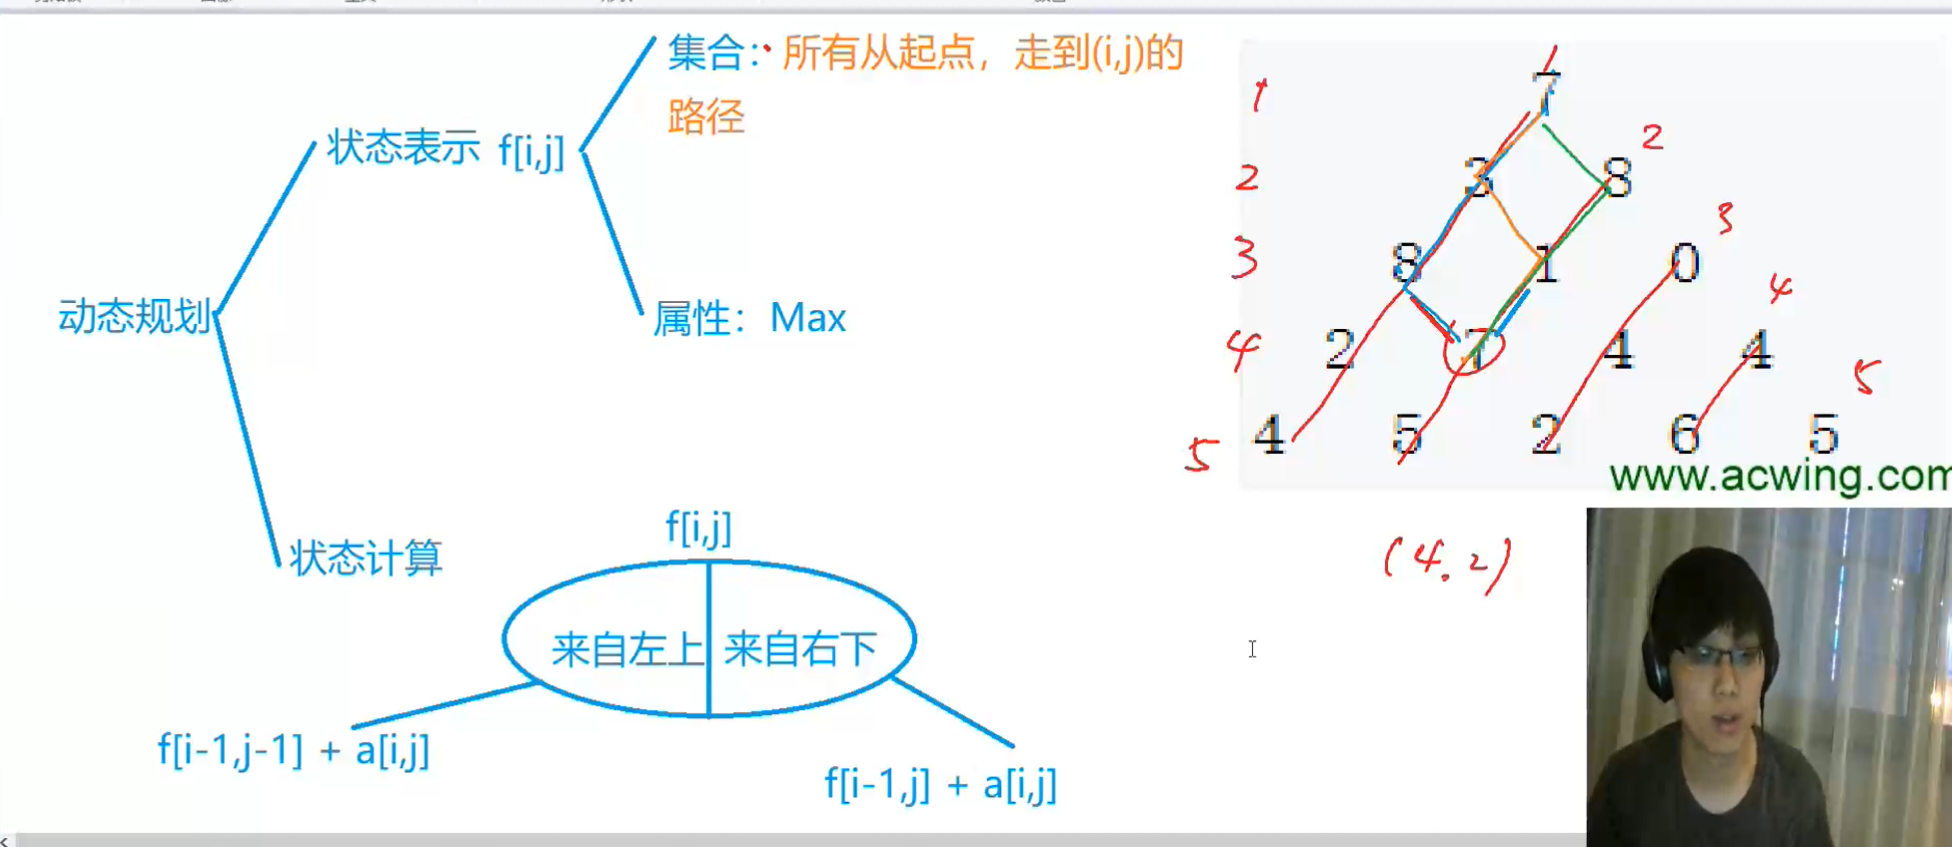 集合：所有从起点，走到(i,j)的
路径
状态表示 f[i,j]
属性：Max
动态规划
状态计算
f[i,j]
来自左上 来自右下
f[i-1,j-1] + a[i,j]
f[i-1,j] + a[i,j]
1 7
2 3 8 2
3 8 1 0 3
4 2 7 4 4 4
5 4 5 2 6 5 5
www.acwing.com
(4.2)